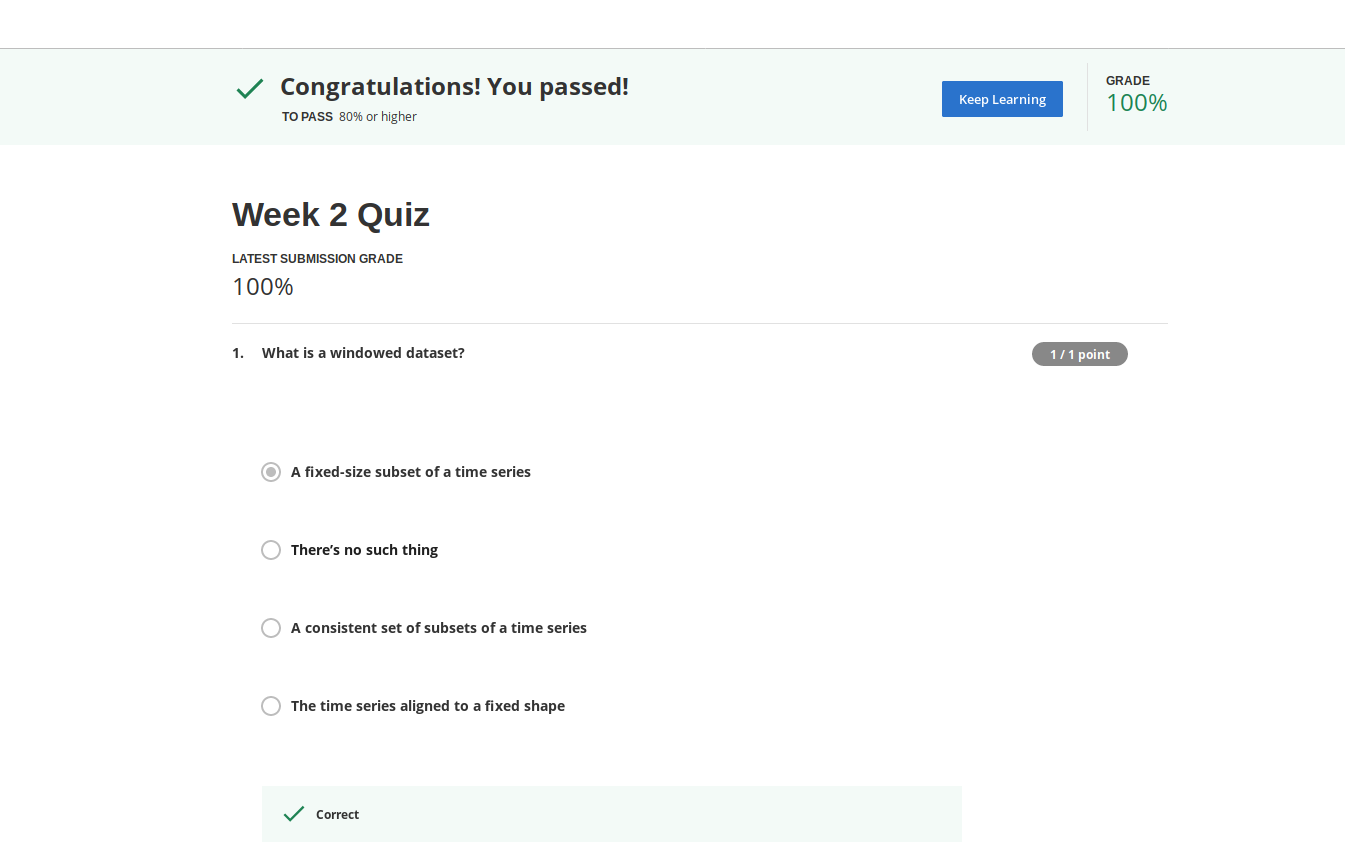 Congratulations! You passed!
TO PASS 80% or higher
Keep Learning
GRADE
100%
Week 2 Quiz
LATEST SUBMISSION GRADE
100%
1. What is a windowed dataset?
1 / 1 point
A fixed-size subset of a time series
There’s no such thing
A consistent set of subsets of a time series
The time series aligned to a fixed shape
Correct